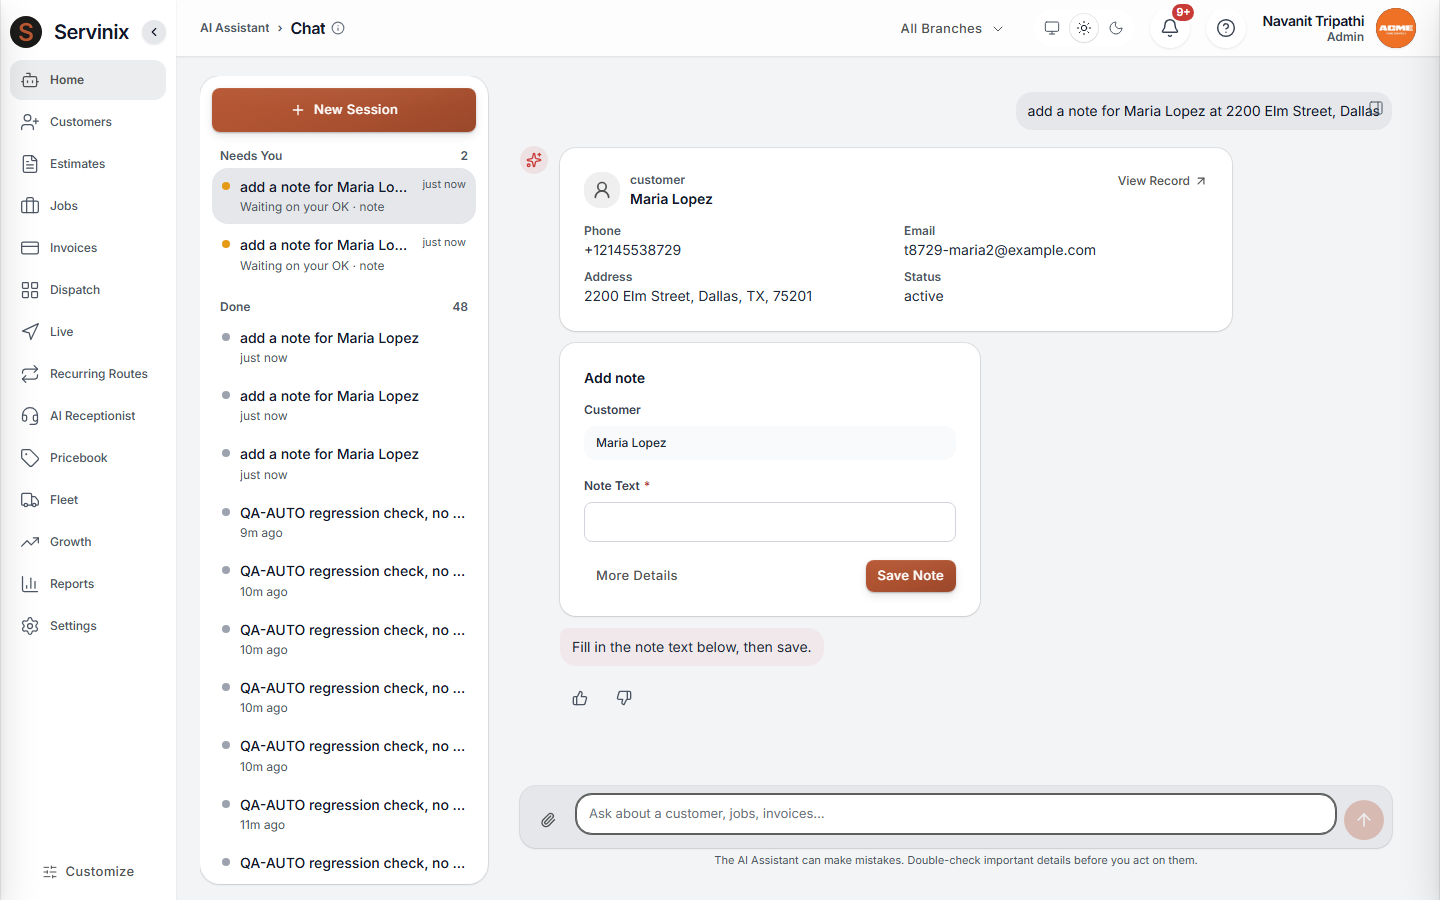 S
Servinix
Home
Customers
Estimates
Jobs
Invoices
Dispatch
Live
Recurring Routes
AI Receptionist
Pricebook
Fleet
Growth
Reports
Settings
Customize
AI Assistant › Chat
All Branches
9+
Navanit Tripathi
Admin
ACME
+ New Session
Needs You 2
add a note for Maria Lo... just now
Waiting on your OK · note
add a note for Maria Lo... just now
Waiting on your OK · note
Done 48
add a note for Maria Lopez
just now
add a note for Maria Lopez
just now
add a note for Maria Lopez
just now
QA-AUTO regression check, no ...
9m ago
QA-AUTO regression check, no ...
10m ago
QA-AUTO regression check, no ...
10m ago
QA-AUTO regression check, no ...
10m ago
QA-AUTO regression check, no ...
10m ago
QA-AUTO regression check, no ...
11m ago
QA-AUTO regression check, no ...
add a note for Maria Lopez at 2200 Elm Street, Dallas
customer
Maria Lopez
View Record
Phone
+12145538729
Email
t8729-maria2@example.com
Address
2200 Elm Street, Dallas, TX, 75201
Status
active
Add note
Customer
Maria Lopez
Note Text *
More Details
Save Note
Fill in the note text below, then save.
Ask about a customer, jobs, invoices...
The AI Assistant can make mistakes. Double-check important details before you act on them.